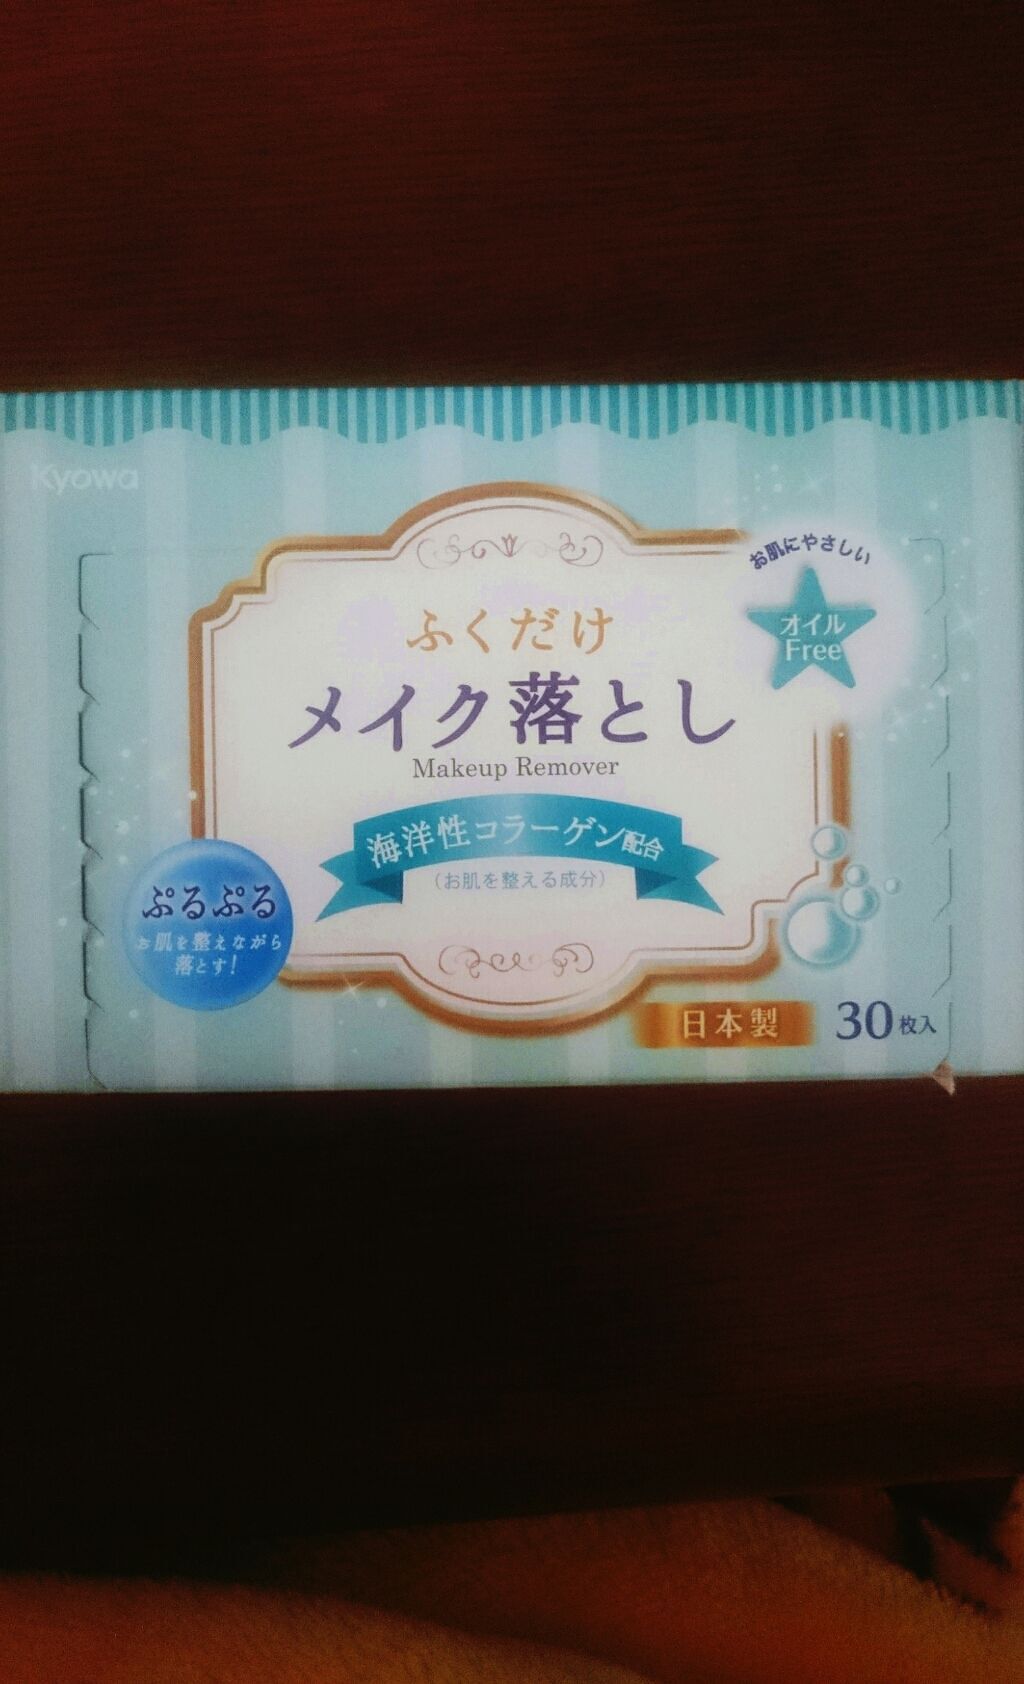 Kyowa
お肌にやさしい
オイル
Free
ふくだけ
メイク落とし
Makeup Remover
海洋性コラーゲン配合
(お肌を整える成分)
ぷるぷる
お肌を整えながら
落とす!
日本製
30枚入